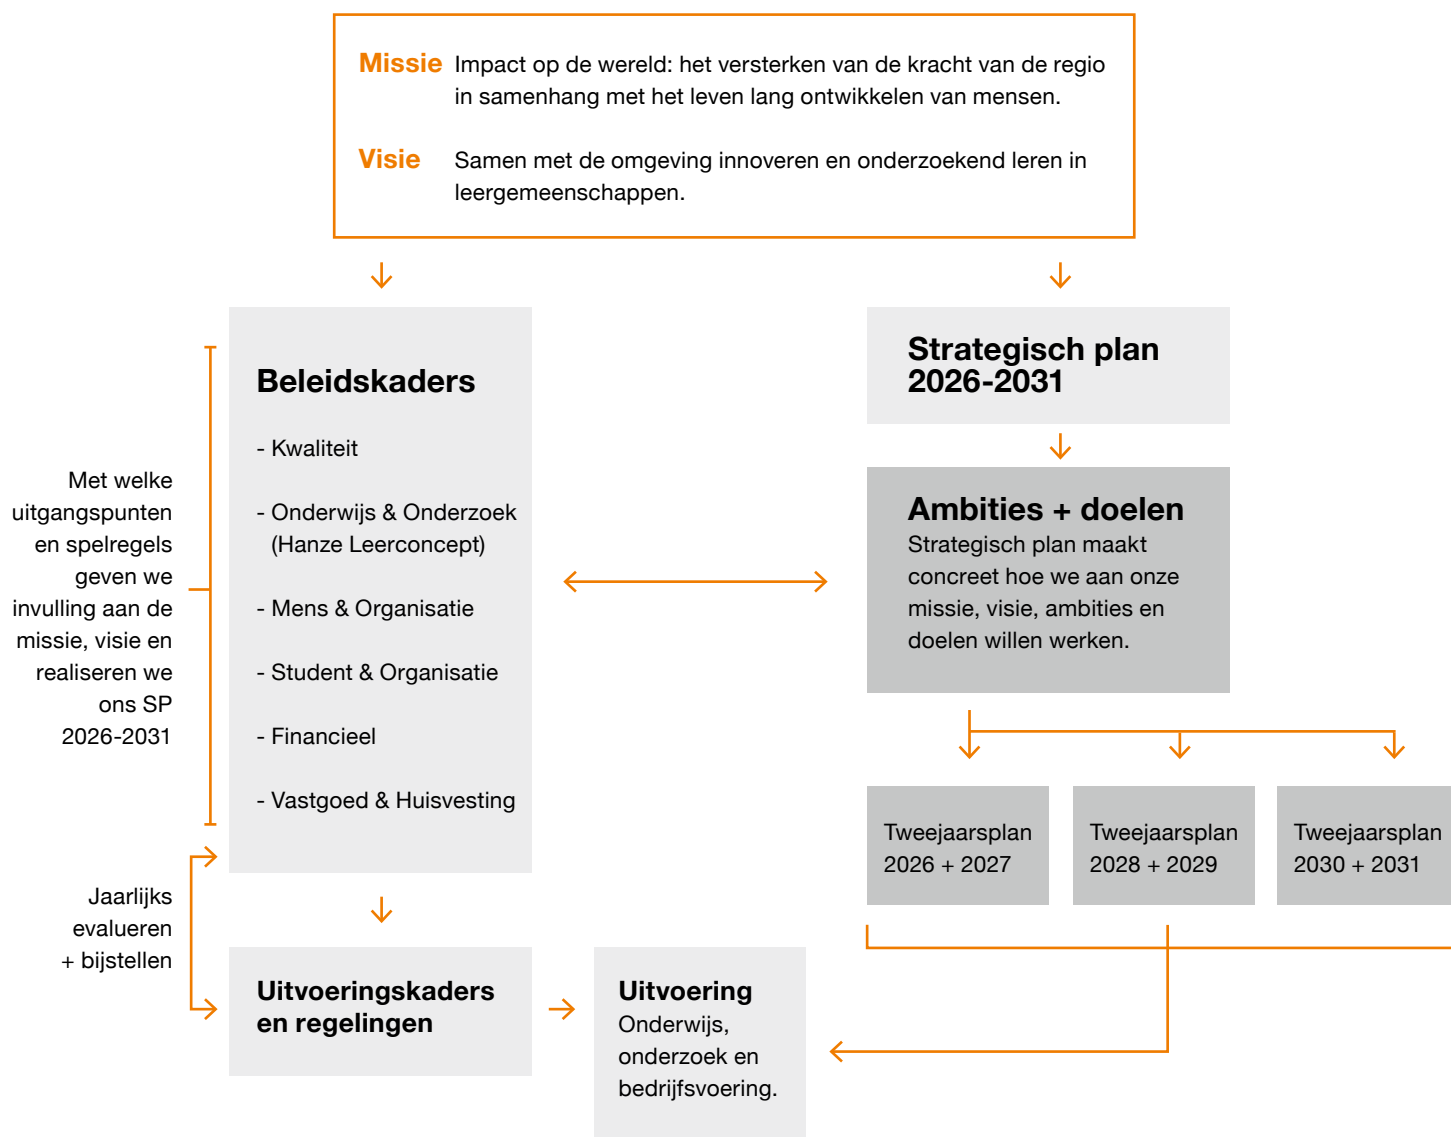 Missie Impact op de wereld: het versterken van de kracht van de regio
in samenhang met het leven lang ontwikkelen van mensen.
Visie Samen met de omgeving innoveren en onderzoekend leren in
leergemeenschappen.
Met welke
uitgangspunten
en spelregels
geven we
invulling aan de
missie, visie en
realiseren we
ons SP
2026-2031
Beleidskaders
- Kwaliteit
- Onderwijs & Onderzoek
(Hanze Leerconcept)
- Mens & Organisatie
- Student & Organisatie
- Financieel
- Vastgoed & Huisvesting
Strategisch plan
2026-2031
Ambities + doelen
Strategisch plan maakt
concreet hoe we aan onze
missie, visie, ambities en
doelen willen werken.
Tweejaarsplan
2026 + 2027
Tweejaarsplan
2028 + 2029
Tweejaarsplan
2030 + 2031
Jaarlijks
evalueren
+ bijstellen
Uitvoeringskaders
en regelingen
Uitvoering
Onderwijs,
onderzoek en
bedrijfsvoering.